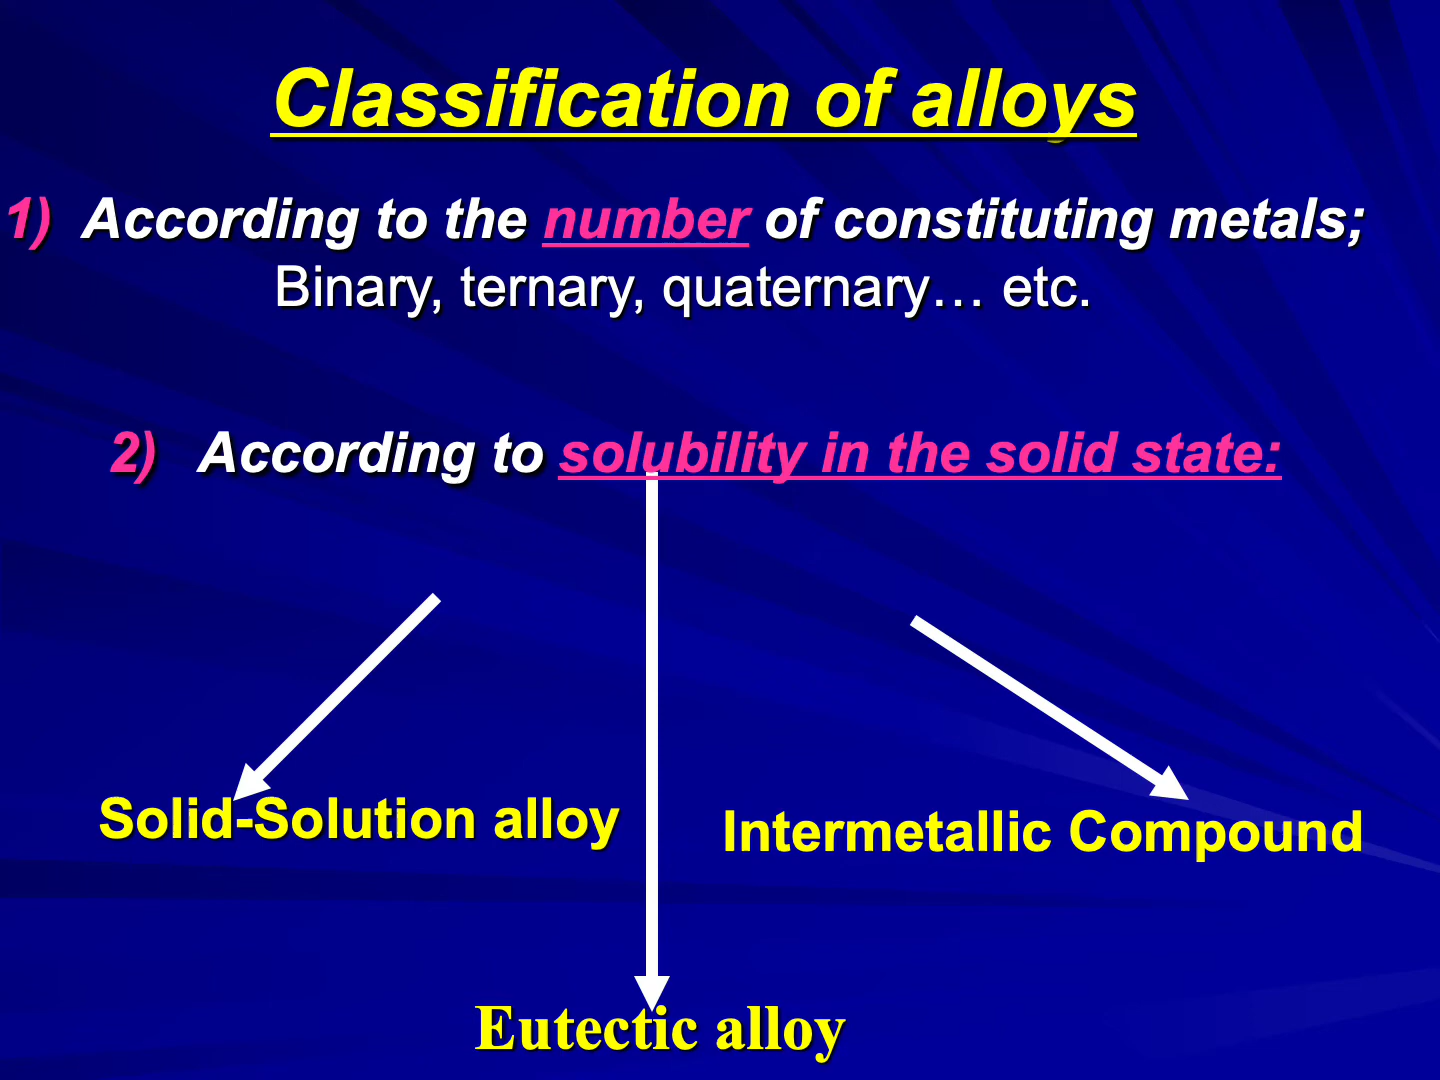 Classification of alloys
1) According to the number of constituting metals;
Binary, ternary, quaternary… etc.
2) According to solubility in the solid state:
Solid-Solution alloy
Intermetallic Compound
Eutectic alloy